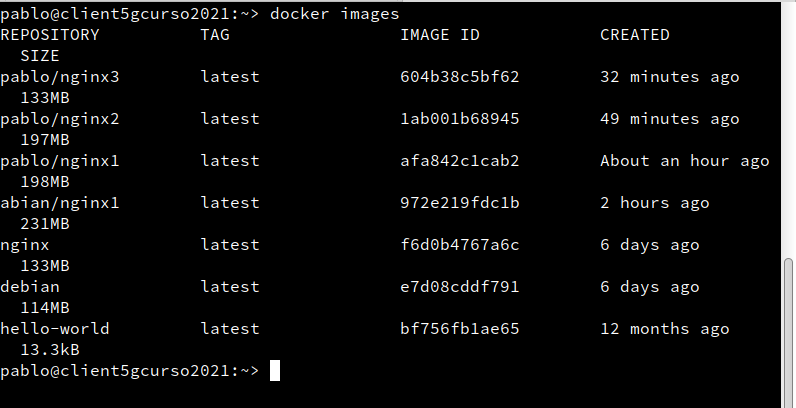 pablo@client5gcurso2021:~> docker images
REPOSITORY TAG IMAGE ID CREATED
SIZE
pablo/nginx3 latest 604b38c5bf62 32 minutes ago
133MB
pablo/nginx2 latest 1ab001b68945 49 minutes ago
197MB
pablo/nginx1 latest afa842c1cab2 About an hour ago
198MB
abian/nginx1 latest 972e219fdc1b 2 hours ago
231MB
nginx latest f6d0b4767a6c 6 days ago
133MB
debian latest e7d08cddf791 6 days ago
114MB
hello-world latest bf756fb1ae65 12 months ago
13.3kB
pablo@client5gcurso2021:~>